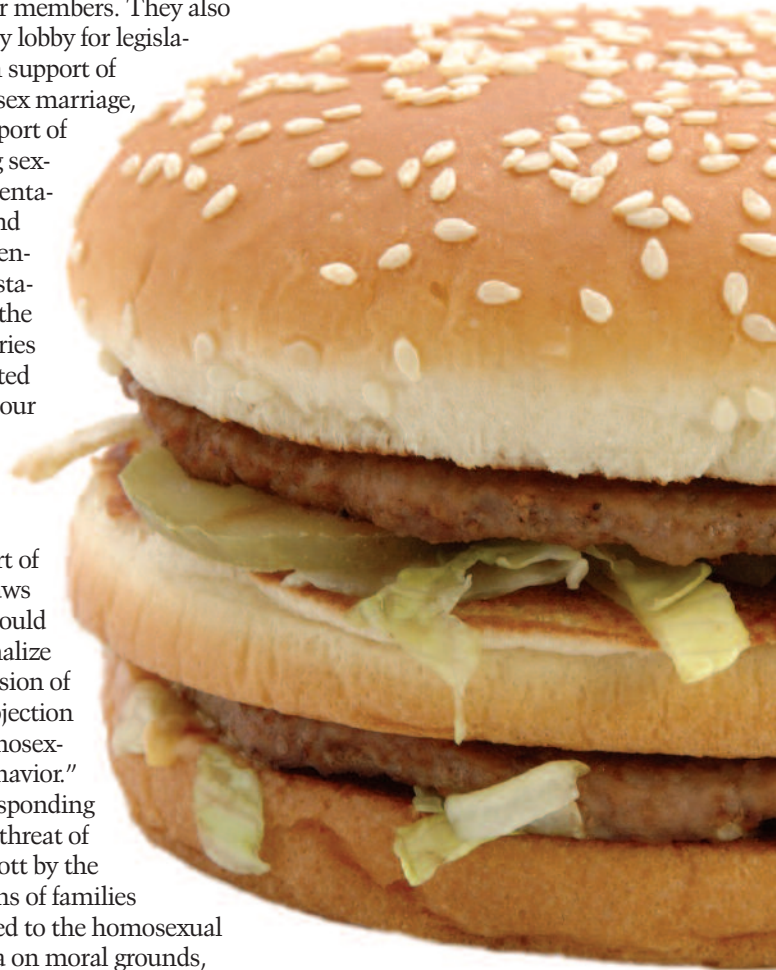 r members. They also
y lobby for legisla-
support of
sex marriage,
port of
g sex-
enta-
nd
en-
sta-
the
ries
ted
our
rt of
ws
ould
alize
sion of
jection
nosex-
havior.”
sponding
threat of
ott by the
ns of families
ed to the homosexual
a on moral grounds,